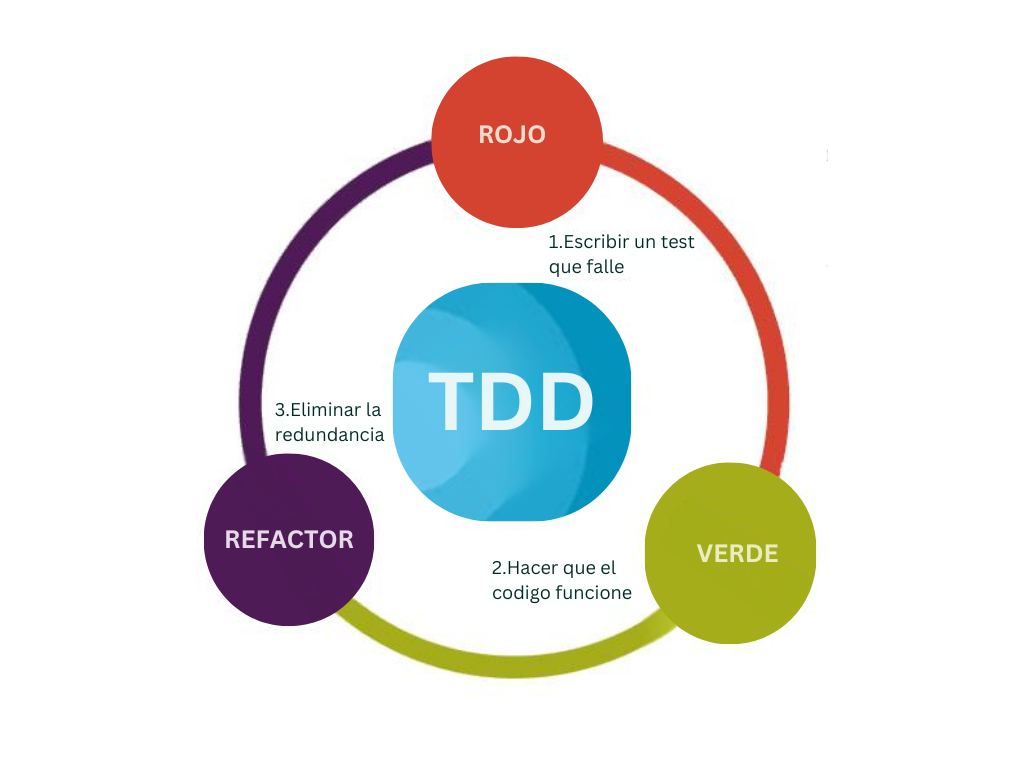 ROJO
1.Escribir un test
que falle
TDD
3.Eliminar la
redundancia
REFACTOR
VERDE
2.Hacer que el
codigo funcione